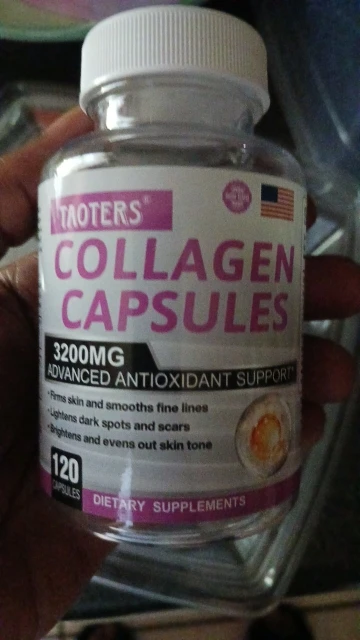 TAOTERS®
COLLAGEN
CAPSULES
3200MG
ADVANCED ANTIOXIDANT SUPPORT
• Firms skin and smooths fine lines
• Lightens dark spots and scars
• Brightens and evens out skin tone
120
CAPSULES
DIETARY SUPPLEMENTS